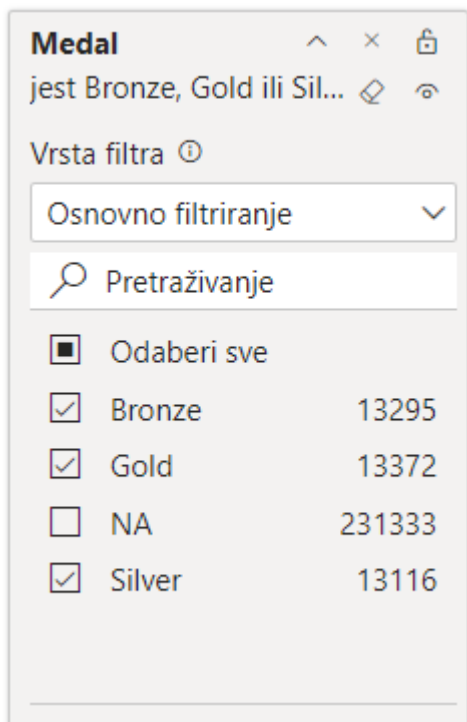 Medal
jest Bronze, Gold ili Sil...
Vrsta filtra
Osnovno filtriranje
Pretraživanje
Odaberi sve
Bronze 13295
Gold 13372
NA 231333
Silver 13116